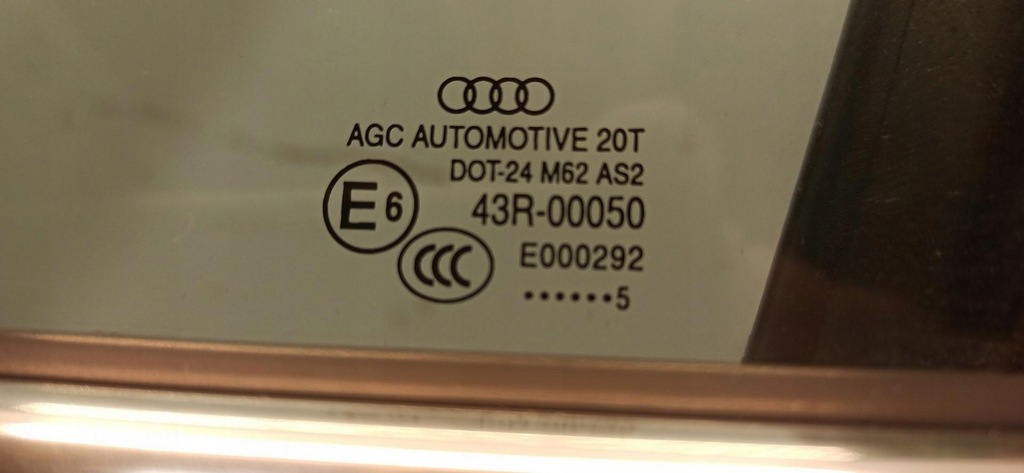 AGC AUTOMOTIVE 20T
DOT-24 M62 AS2
E6
43R-00050
CCC
E000292
••••••5